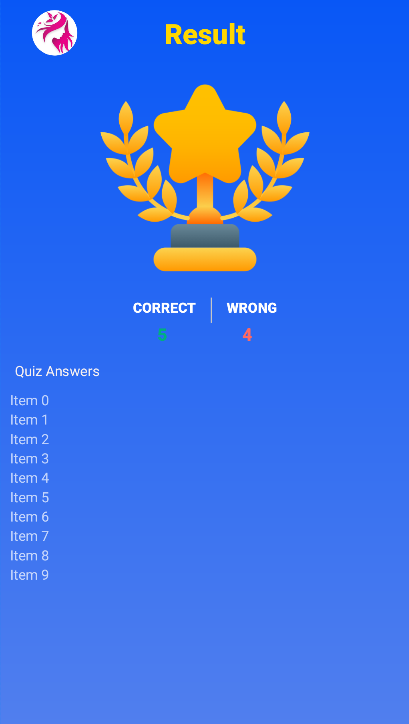 Result
CORRECT WRONG
5 4
Quiz Answers
Item 0
Item 1
Item 2
Item 3
Item 4
Item 5
Item 6
Item 7
Item 8
Item 9